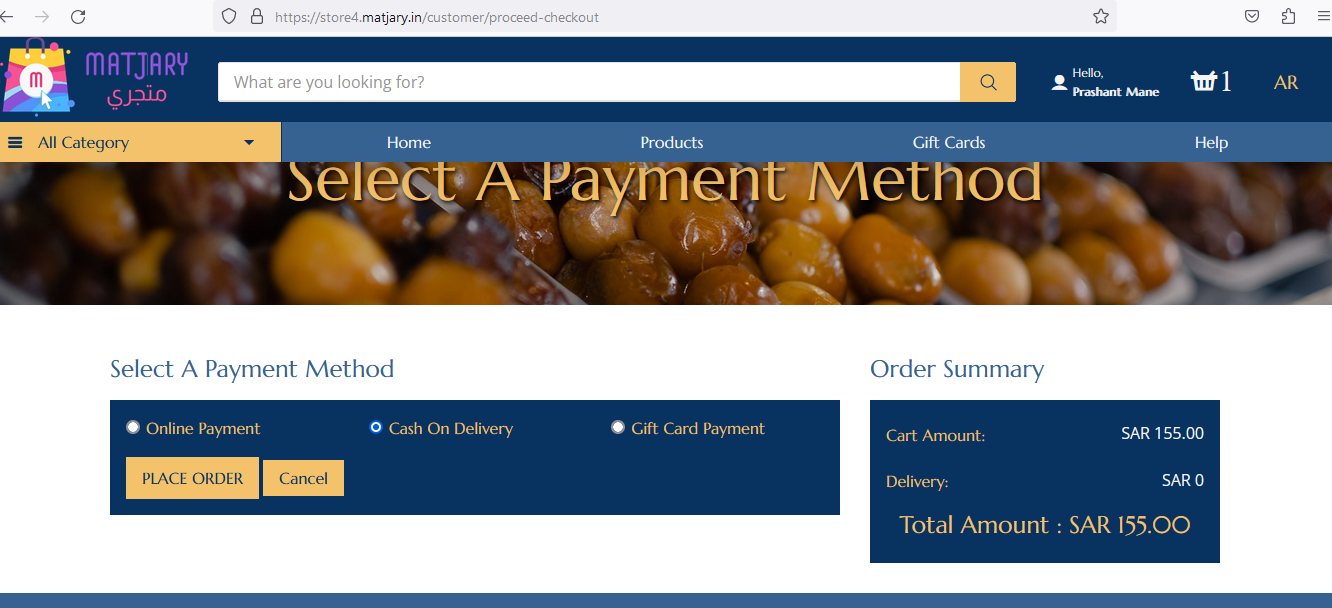 https://store4.matjary.in/customer/proceed-checkout
MATJARY
متجري
m
What are you looking for?
Hello,
Prashant Mane
1
AR
All Category
Home
Products
Gift Cards
Help
Select A Payment Method
Select A Payment Method
Order Summary
Online Payment
Cash On Delivery
Gift Card Payment
PLACE ORDER
Cancel
Cart Amount:
SAR 155.00
Delivery:
SAR 0
Total Amount : SAR 155.00